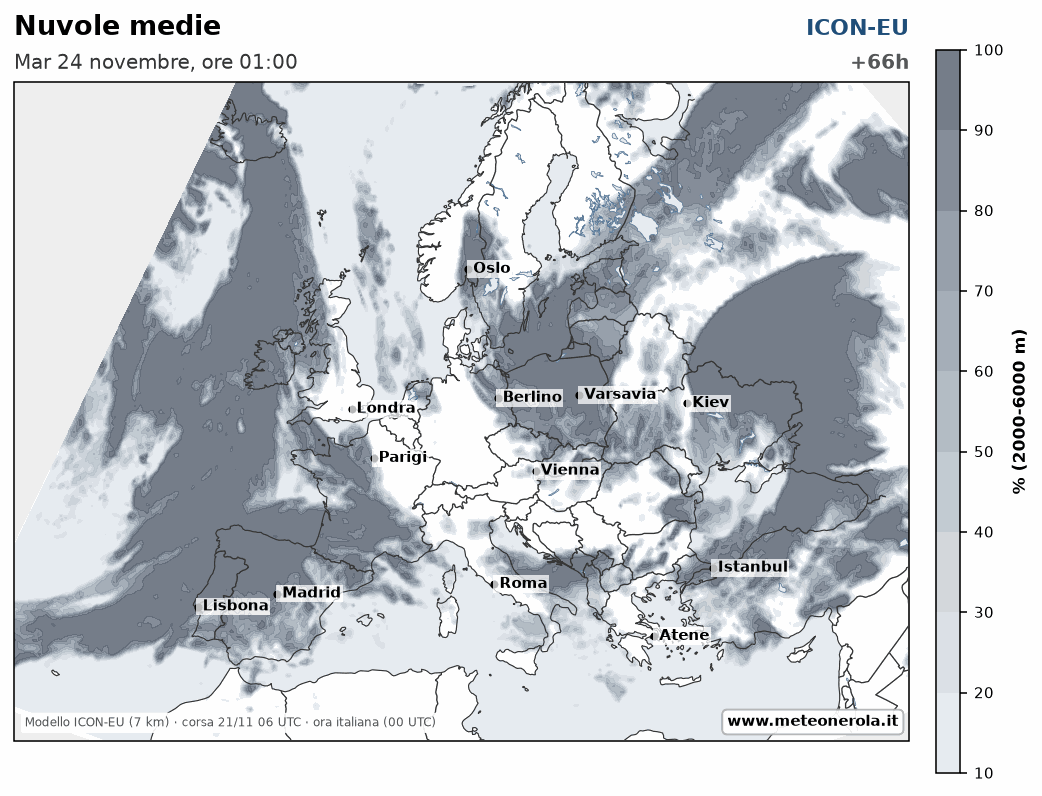 Nuvole medie
ICON-EU
Mar 24 novembre, ore 01:00
+66h
100
90
80
70
60
50
40
30
20
10
% (2000-6000 m)
Oslo
Londra
Berlino
Varsavia
Kiev
Parigi
Vienna
Istanbul
Roma
Madrid
Lisbona
Atene
Modello ICON-EU (7 km) · corsa 21/11 06 UTC · ora italiana (00 UTC)
www.meteonerola.it